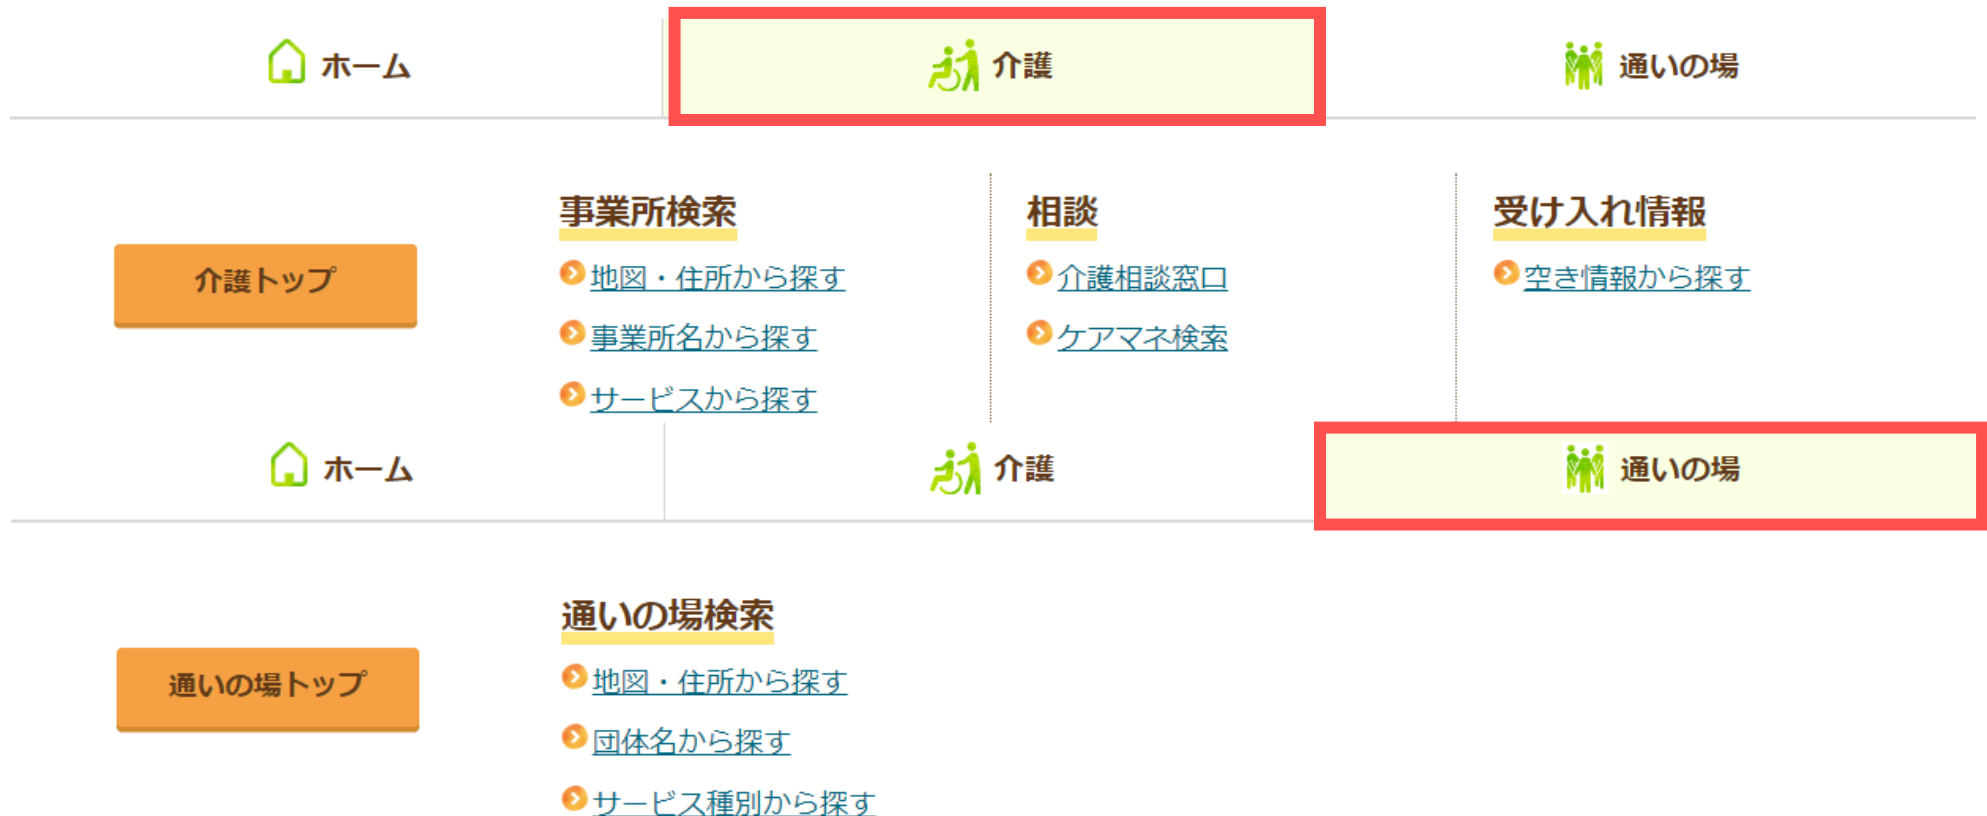 ホーム
介護
通いの場
介護トップ
事業所検索
地図・住所から探す
事業所名から探す
サービスから探す
相談
介護相談窓口
ケアマネ検索
受け入れ情報
空き情報から探す
ホーム
介護
通いの場
通いの場トップ
通いの場検索
地図・住所から探す
団体名から探す
サービス種別から探す